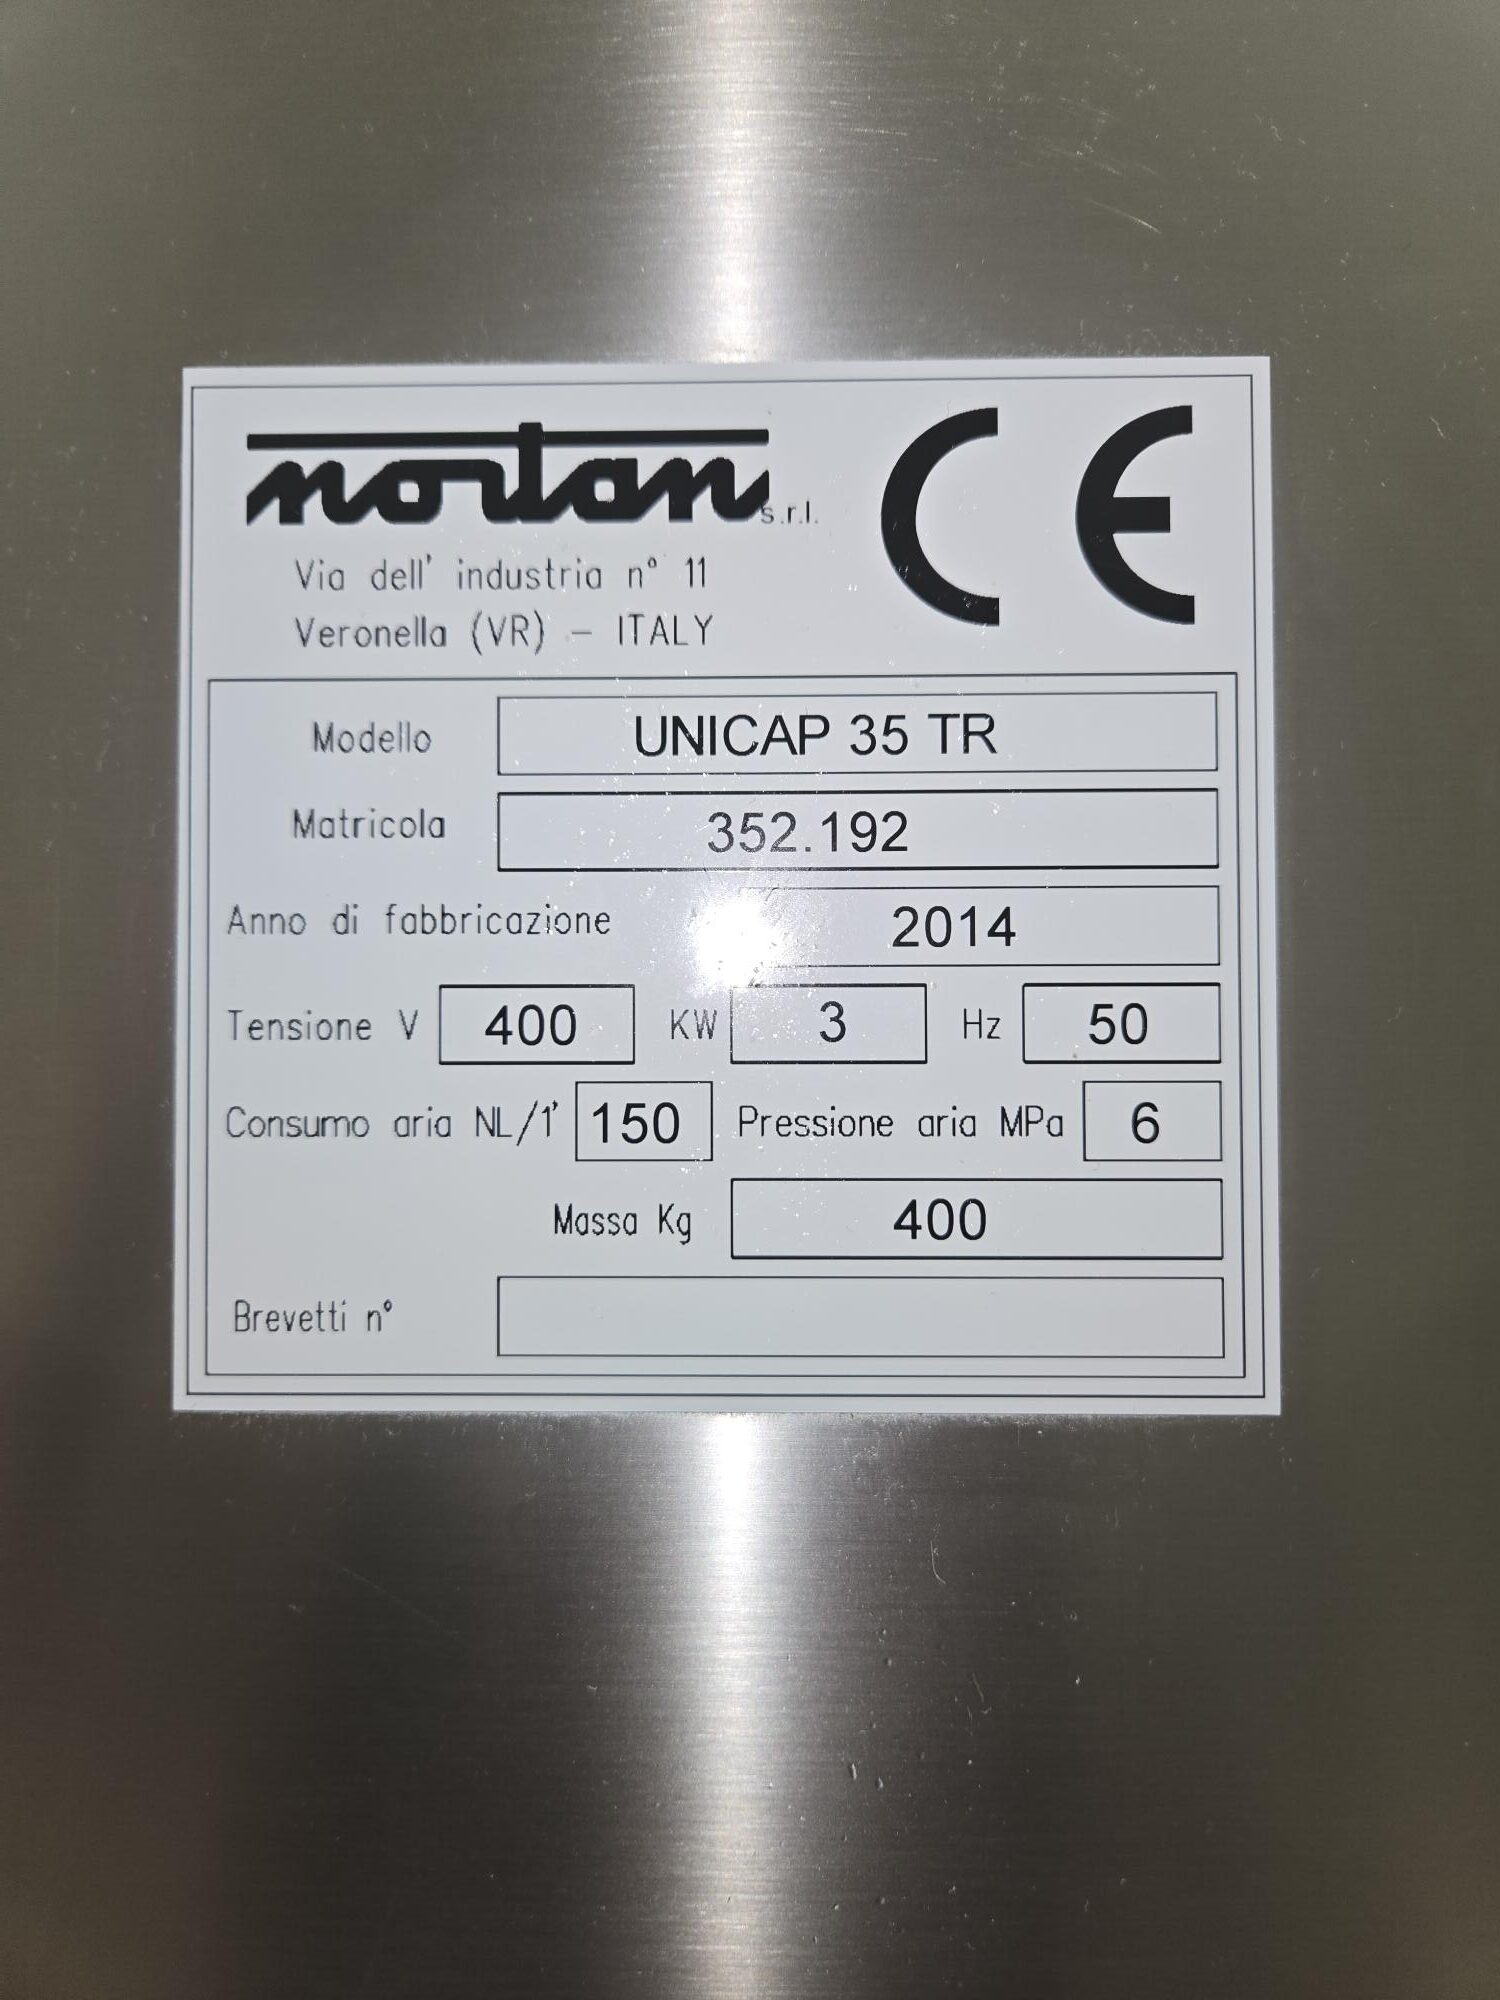 nortan s.r.l.
CE
Via dell' industria n° 11
Veronella (VR) - ITALY
Modello UNICAP 35 TR
Matricola 352.192
Anno di fabbricazione 2014
Tensione V 400 KW 3 Hz 50
Consumo aria NL/1' 150 Pressione aria MPa 6
Massa Kg 400
Brevetti n°